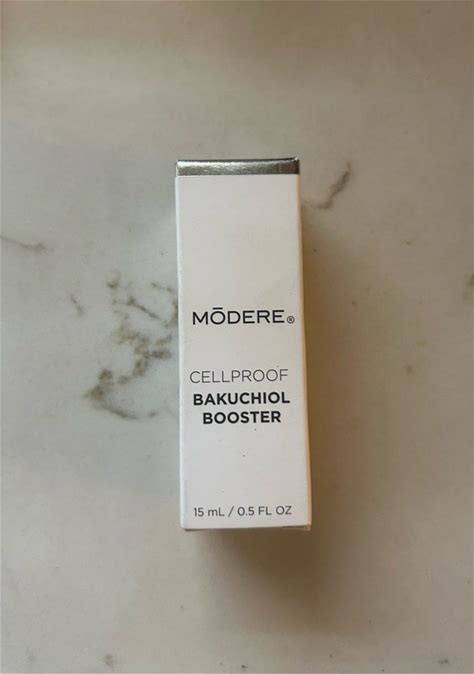 MŌDERE®
CELLPROOF
BAKUCHIOL
BOOSTER
15 mL / 0.5 FL OZ